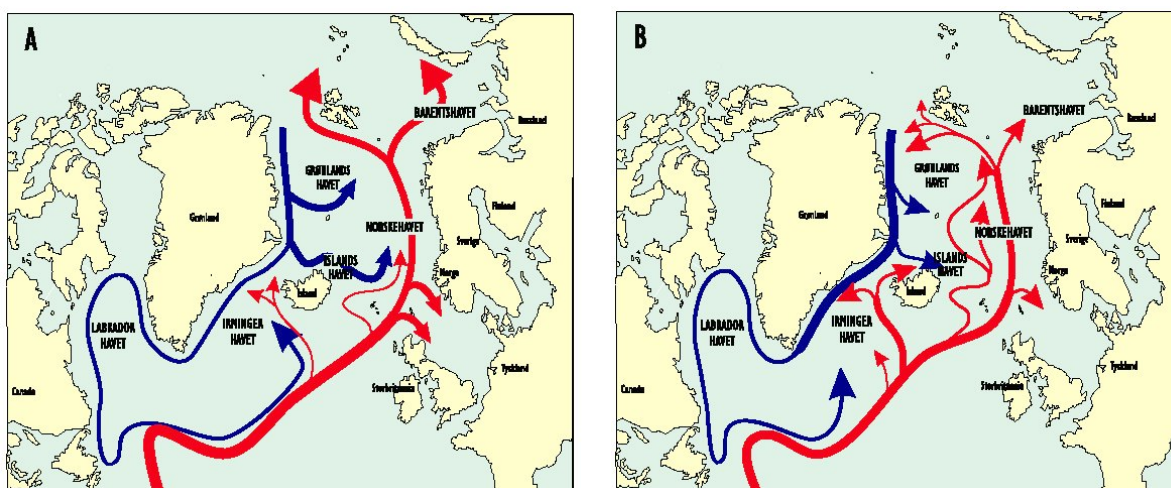 A
BARENTSHAVET
Russland
GRØNLANDS
HAVET
Grønland
Finland
NORSKEHAVET
Sverige
ISLANDS
HAVET
Norge
Island
LABRADOR
HAVET
IRMINGER
HAVET
Canada
Storbritannia
Tyskland
B
BARENTSHAVET
Russland
GRØNLANDS
HAVET
Grønland
Finland
NORSKEHAVET
Sverige
ISLANDS
HAVET
Norge
Island
LABRADOR
HAVET
IRMINGER
HAVET
Canada
Storbritannia
Tyskland